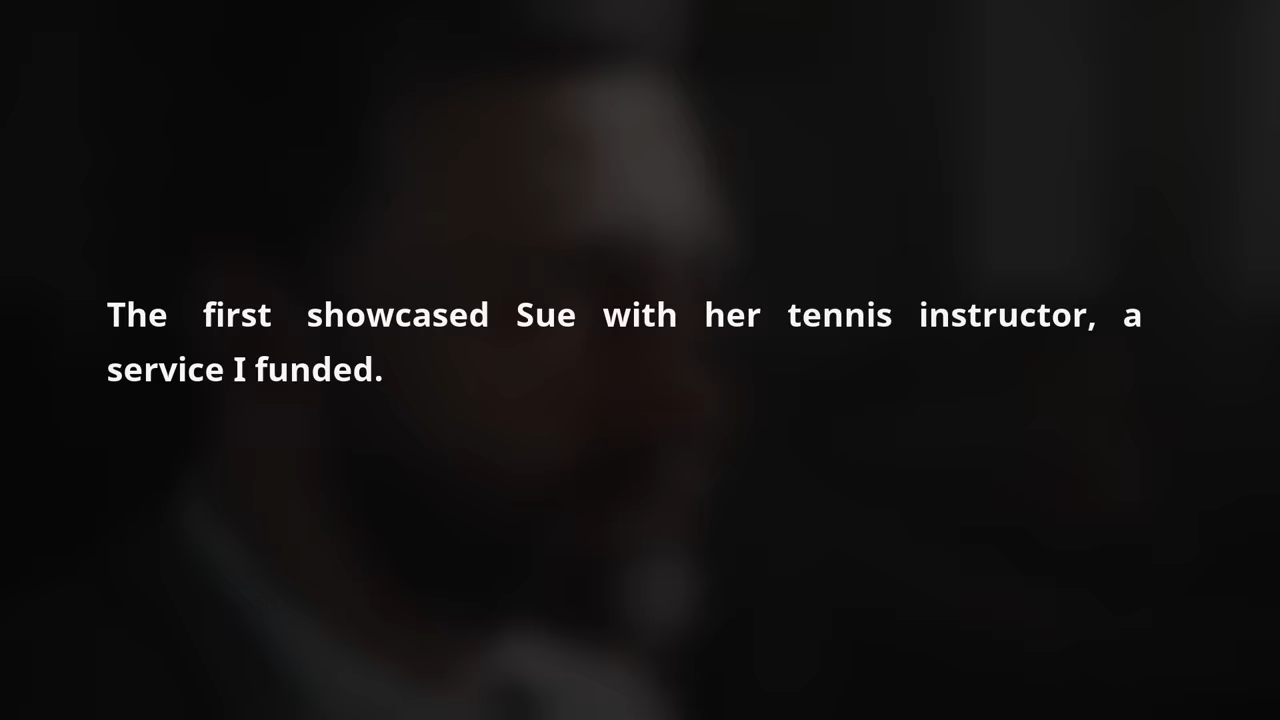 The first showcased Sue with her tennis instructor, a
service I funded.